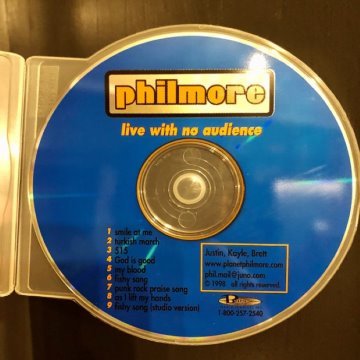 philmore
live with no audience
1 smile at me
2 turkish march
3 515
4 God is good
5 my blood
6 fishy song
7 punk rock praise song
8 as I lift my hands
9 fishy song (studio version)
Justin, Kayle, Brett
www.planetphilmore.com
phil.mail@juno.com
© 1998 all rights reserved.
1-800-257-2540